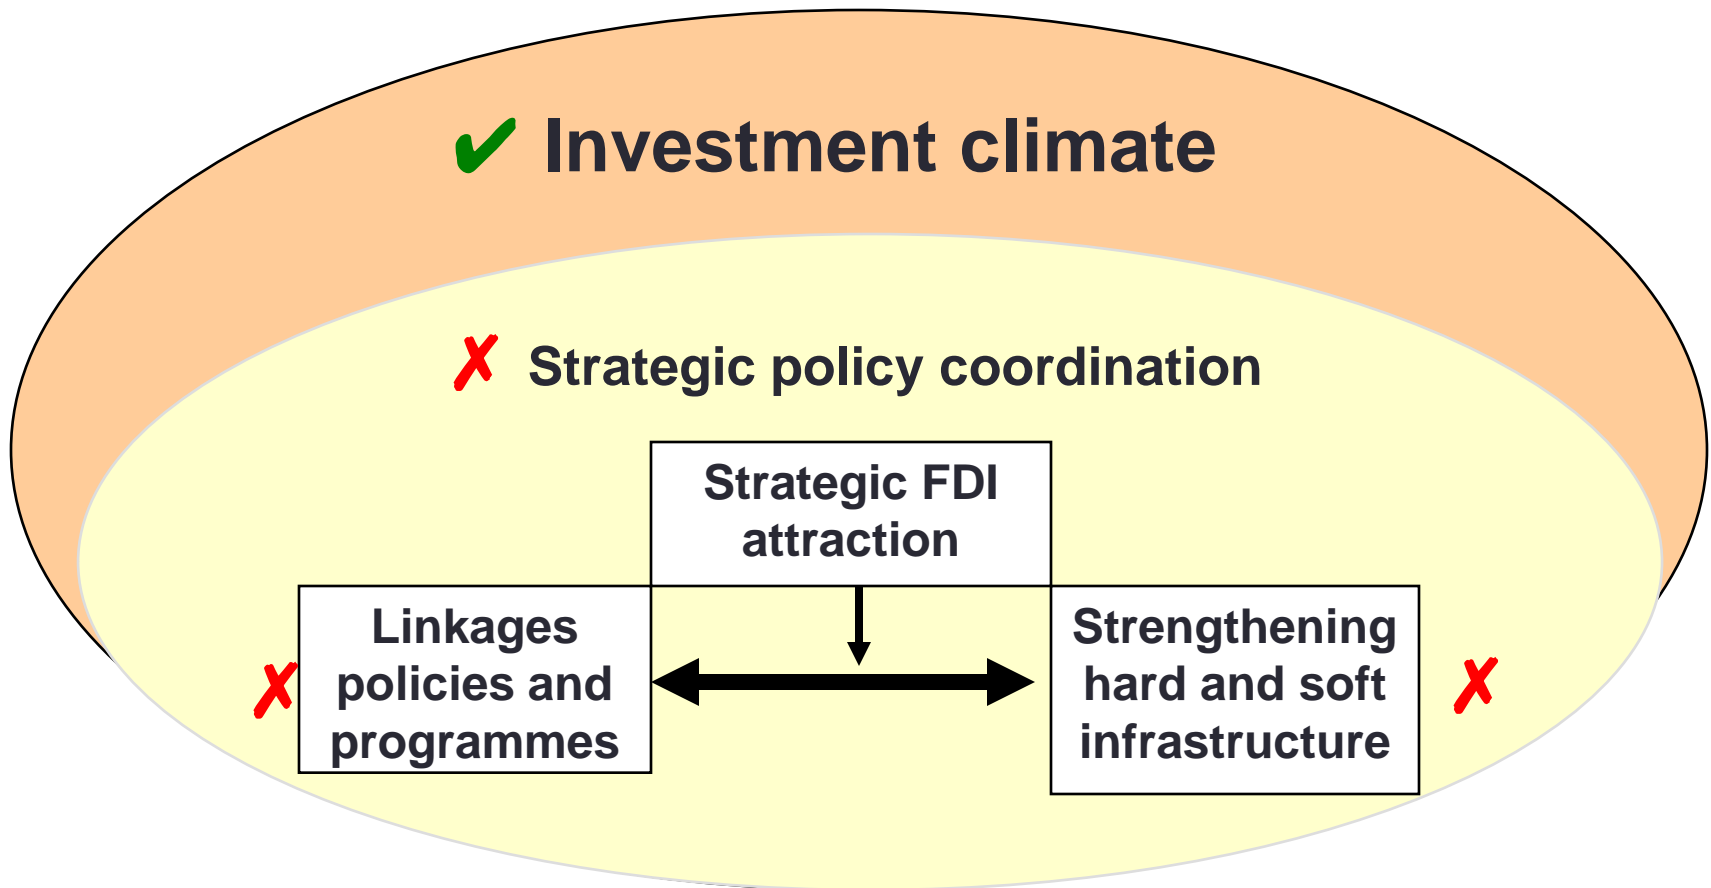 ✔ Investment climate
✗ Strategic policy coordination
Strategic FDI
attraction
Linkages
policies and
programmes
✗
Strengthening
hard and soft
infrastructure
✗